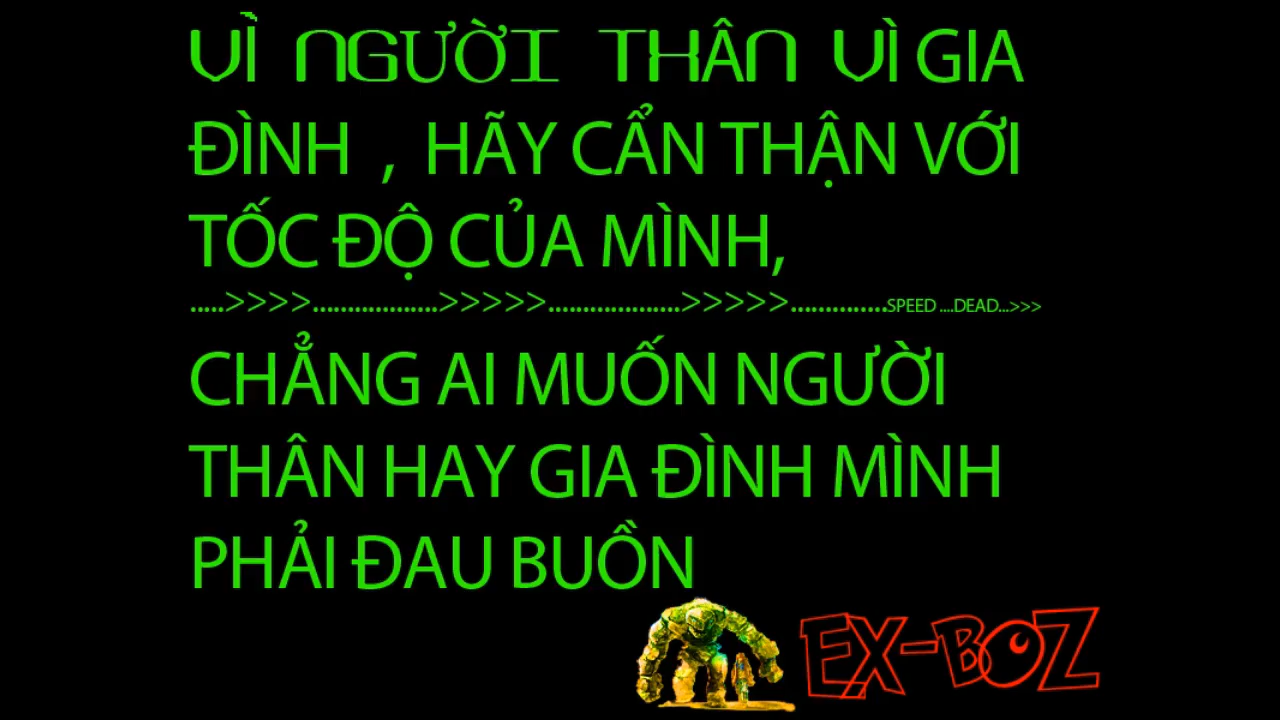 VÌ NGƯỜI THÂN VÌ GIA
ĐÌNH , HÃY CẨN THẬN VỚI
TỐC ĐỘ CỦA MÌNH,
.....>>>>..................>>>>>...................>>>>>..............SPEED ....DEAD...>>>
CHẲNG AI MUỐN NGƯỜI
THÂN HAY GIA ĐÌNH MÌNH
PHẢI ĐAU BUỒN
EX-BOZ